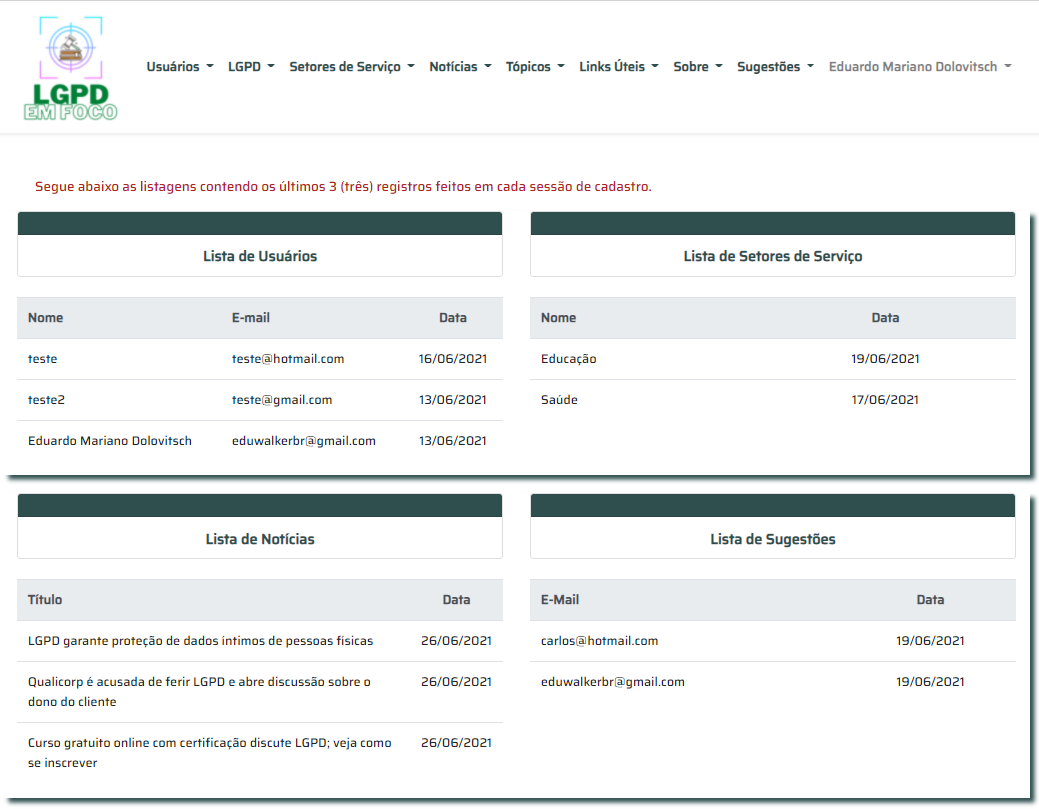 LGPD
EM FOCO
Usuários LGPD Setores de Serviço Notícias Tópicos Links Úteis Sobre Sugestões Eduardo Mariano Dolovitsch
Segue abaixo as listagens contendo os últimos 3 (três) registros feitos em cada sessão de cadastro.
Lista de Usuários
Nome E-mail Data
teste teste@hotmail.com 16/06/2021
teste2 teste@gmail.com 13/06/2021
Eduardo Mariano Dolovitsch eduwalkerbr@gmail.com 13/06/2021
Lista de Setores de Serviço
Nome Data
Educação 19/06/2021
Saúde 17/06/2021
Lista de Notícias
Título Data
LGPD garante proteção de dados íntimos de pessoas físicas 26/06/2021
Qualicorp é acusada de ferir LGPD e abre discussão sobre o 26/06/2021
dono do cliente
Curso gratuito online com certificação discute LGPD; veja como 26/06/2021
se inscrever
Lista de Sugestões
E-Mail Data
carlos@hotmail.com 19/06/2021
eduwalkerbr@gmail.com 19/06/2021